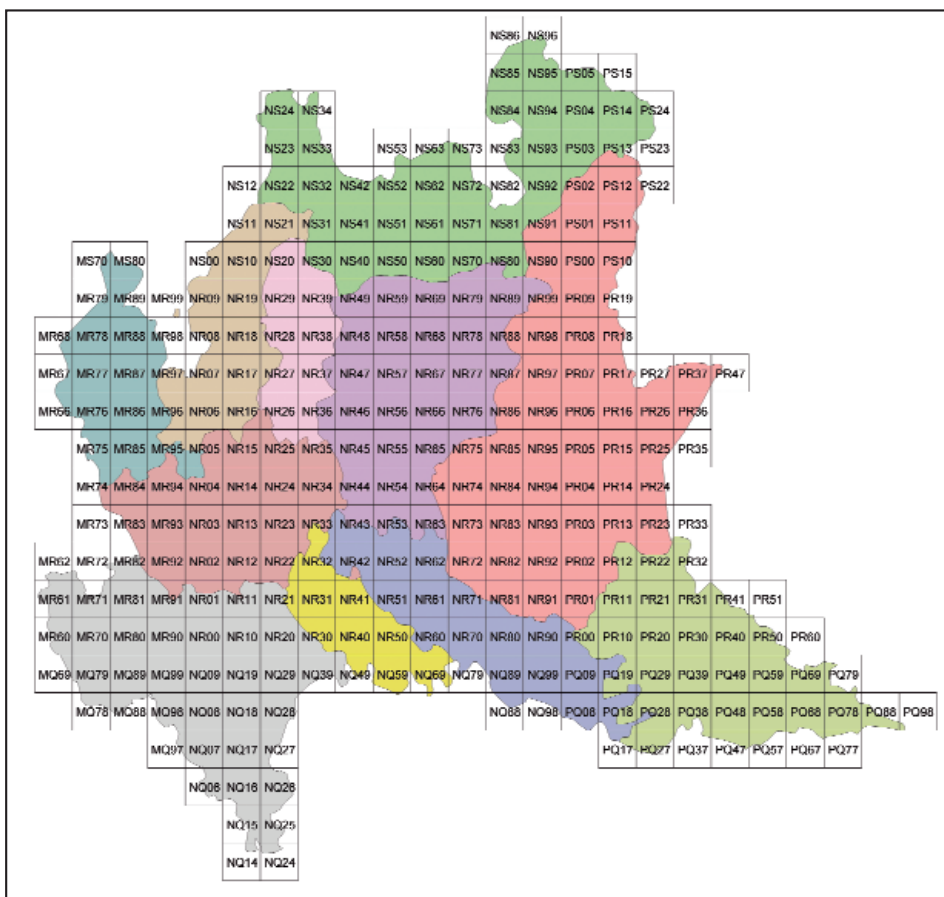 NS86 NS96
NS85 NS95 PS05 PS15
NS24 NS34 NS84 NS94 PS04 PS14 PS24
NS23 NS33 NS53 NS63 NS73 NS83 NS93 PS03 PS13 PS23
NS12 NS22 NS32 NS42 NS52 NS62 NS72 NS82 NS92 PS02 PS12 PS22
NS11 NS21 NS31 NS41 NS51 NS61 NS71 NS81 NS91 PS01 PS11
MS70 MS80 NS00 NS10 NS20 NS30 NS40 NS50 NS60 NS70 NS80 NS90 PS00 PS10
MR79 MR89 MR99 NR09 NR19 NR29 NR39 NR49 NR59 NR69 NR79 NR89 NR99 PR09 PR19
MR68 MR78 MR88 MR98 NR08 NR18 NR28 NR38 NR48 NR58 NR68 NR78 NR88 NR98 PR08 PR18
MR67 MR77 MR87 MR97 NR07 NR17 NR27 NR37 NR47 NR57 NR67 NR77 NR87 NR97 PR07 PR17 PR27 PR37 PR47
MR66 MR76 MR86 MR96 NR06 NR16 NR26 NR36 NR46 NR56 NR66 NR76 NR86 NR96 PR06 PR16 PR26 PR36
MR75 MR85 MR95 NR05 NR15 NR25 NR35 NR45 NR55 NR65 NR75 NR85 NR95 PR05 PR15 PR25 PR35
MR74 MR84 MR94 NR04 NR14 NR24 NR34 NR44 NR54 NR64 NR74 NR84 NR94 PR04 PR14 PR24
MR73 MR83 MR93 NR03 NR13 NR23 NR33 NR43 NR53 NR63 NR73 NR83 NR93 PR03 PR13 PR23 PR33
MR62 MR72 MR82 MR92 NR02 NR12 NR22 NR32 NR42 NR52 NR62 NR72 NR82 NR92 PR02 PR12 PR22 PR32
MR61 MR71 MR81 MR91 NR01 NR11 NR21 NR31 NR41 NR51 NR61 NR71 NR81 NR91 PR01 PR11 PR21 PR31 PR41 PR51
MR60 MR70 MR80 MR90 NR00 NR10 NR20 NR30 NR40 NR50 NR60 NR70 NR80 NR90 PR00 PR10 PR20 PR30 PR40 PR50 PR60
MQ69 MQ79 MQ89 MQ99 NQ09 NQ19 NQ29 NQ39 NQ49 NQ59 NQ69 NQ79 NQ89 NQ99 PQ09 PQ19 PQ29 PQ39 PQ49 PQ59 PQ69 PQ79
MQ78 MQ88 MQ98 NQ08 NQ18 NQ28 NQ88 NQ98 PQ08 PQ18 PQ28 PQ38 PQ48 PQ58 PQ68 PQ78 PQ88 PQ98
MQ97 NQ07 NQ17 NQ27 PQ17 PQ27 PQ37 PQ47 PQ57 PQ67 PQ77
NQ06 NQ16 NQ26
NQ15 NQ25
NQ14 NQ24